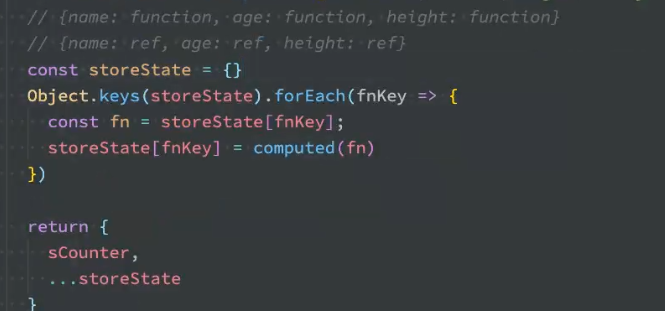 // {name: function, age: function, height: function}
// {name: ref, age: ref, height: ref}
const storeState = {}
Object.keys(storeState).forEach(fnKey => {
  const fn = storeState[fnKey];
  storeState[fnKey] = computed(fn)
})

return {
  sCounter,
  ...storeState
}